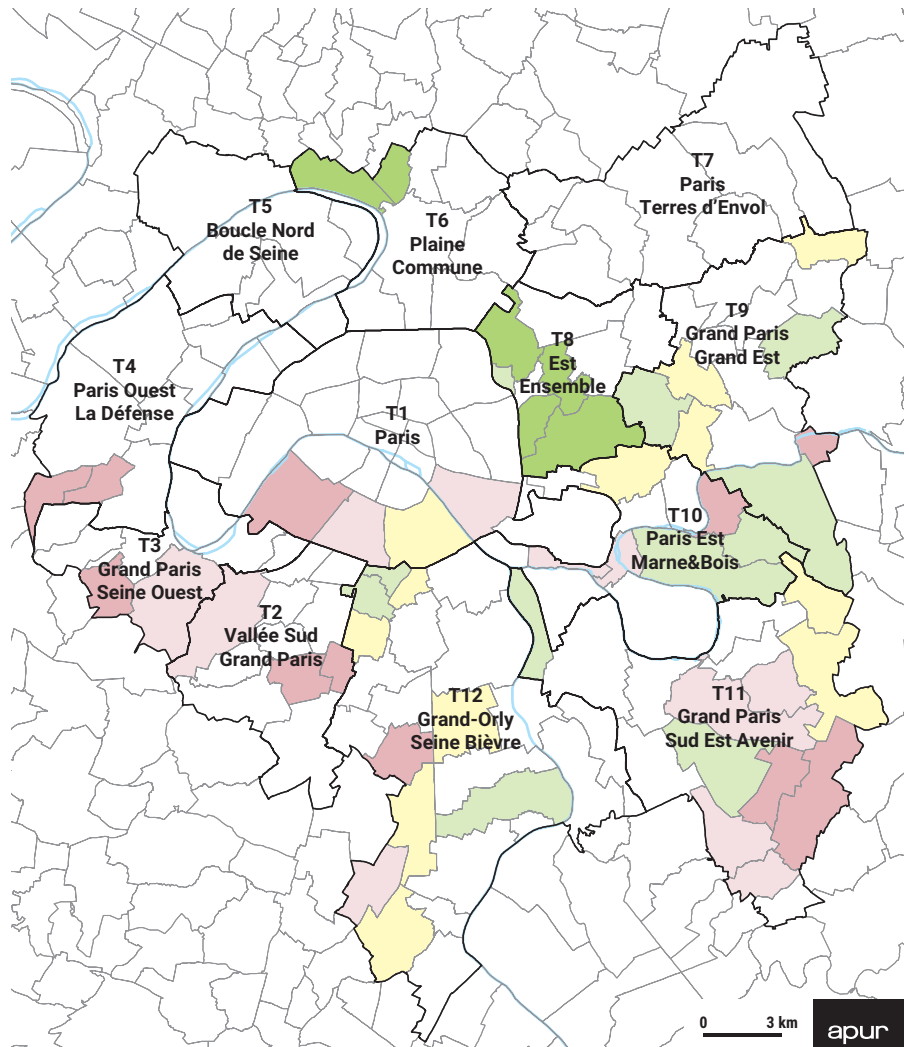 T7
Paris
Terres d'Envol
T5
Boucle Nord
de Seine
T6
Plaine
Commune
T9
Grand Paris
Grand Est
T8
Est
Ensemble
T4
Paris Ouest
La Défense
T1
Paris
T10
Paris Est
Marne&Bois
T3
Grand Paris
Seine Ouest
T2
Vallée Sud
Grand Paris
T12
Grand-Orly
Seine Bièvre
T11
Grand Paris
Sud Est Avenir
0 3 km
apur